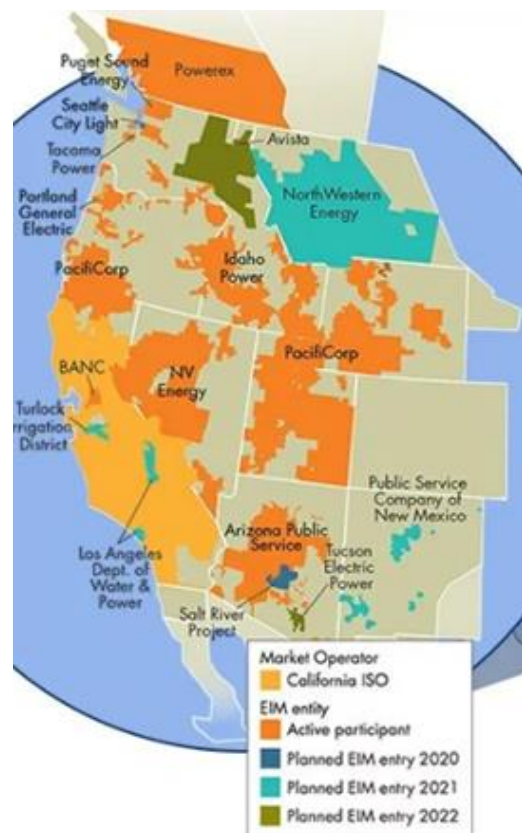 Puget Sound
Energy
Powerex
Seattle
City Light
Tacoma
Power
Avista
NorthWestern
Energy
Portland
General
Electric
PacifiCorp
Idaho
Power
PacifiCorp
BANC
NV
Energy
Turlock
Irrigation
District
Los Angeles
Dept. of
Water &
Power
Arizona Public
Service
Public Service
Company of
New Mexico
Tucson
Electric
Power
Salt River
Project
Market Operator
California ISO
EIM entity
Active participant
Planned EIM entry 2020
Planned EIM entry 2021
Planned EIM entry 2022